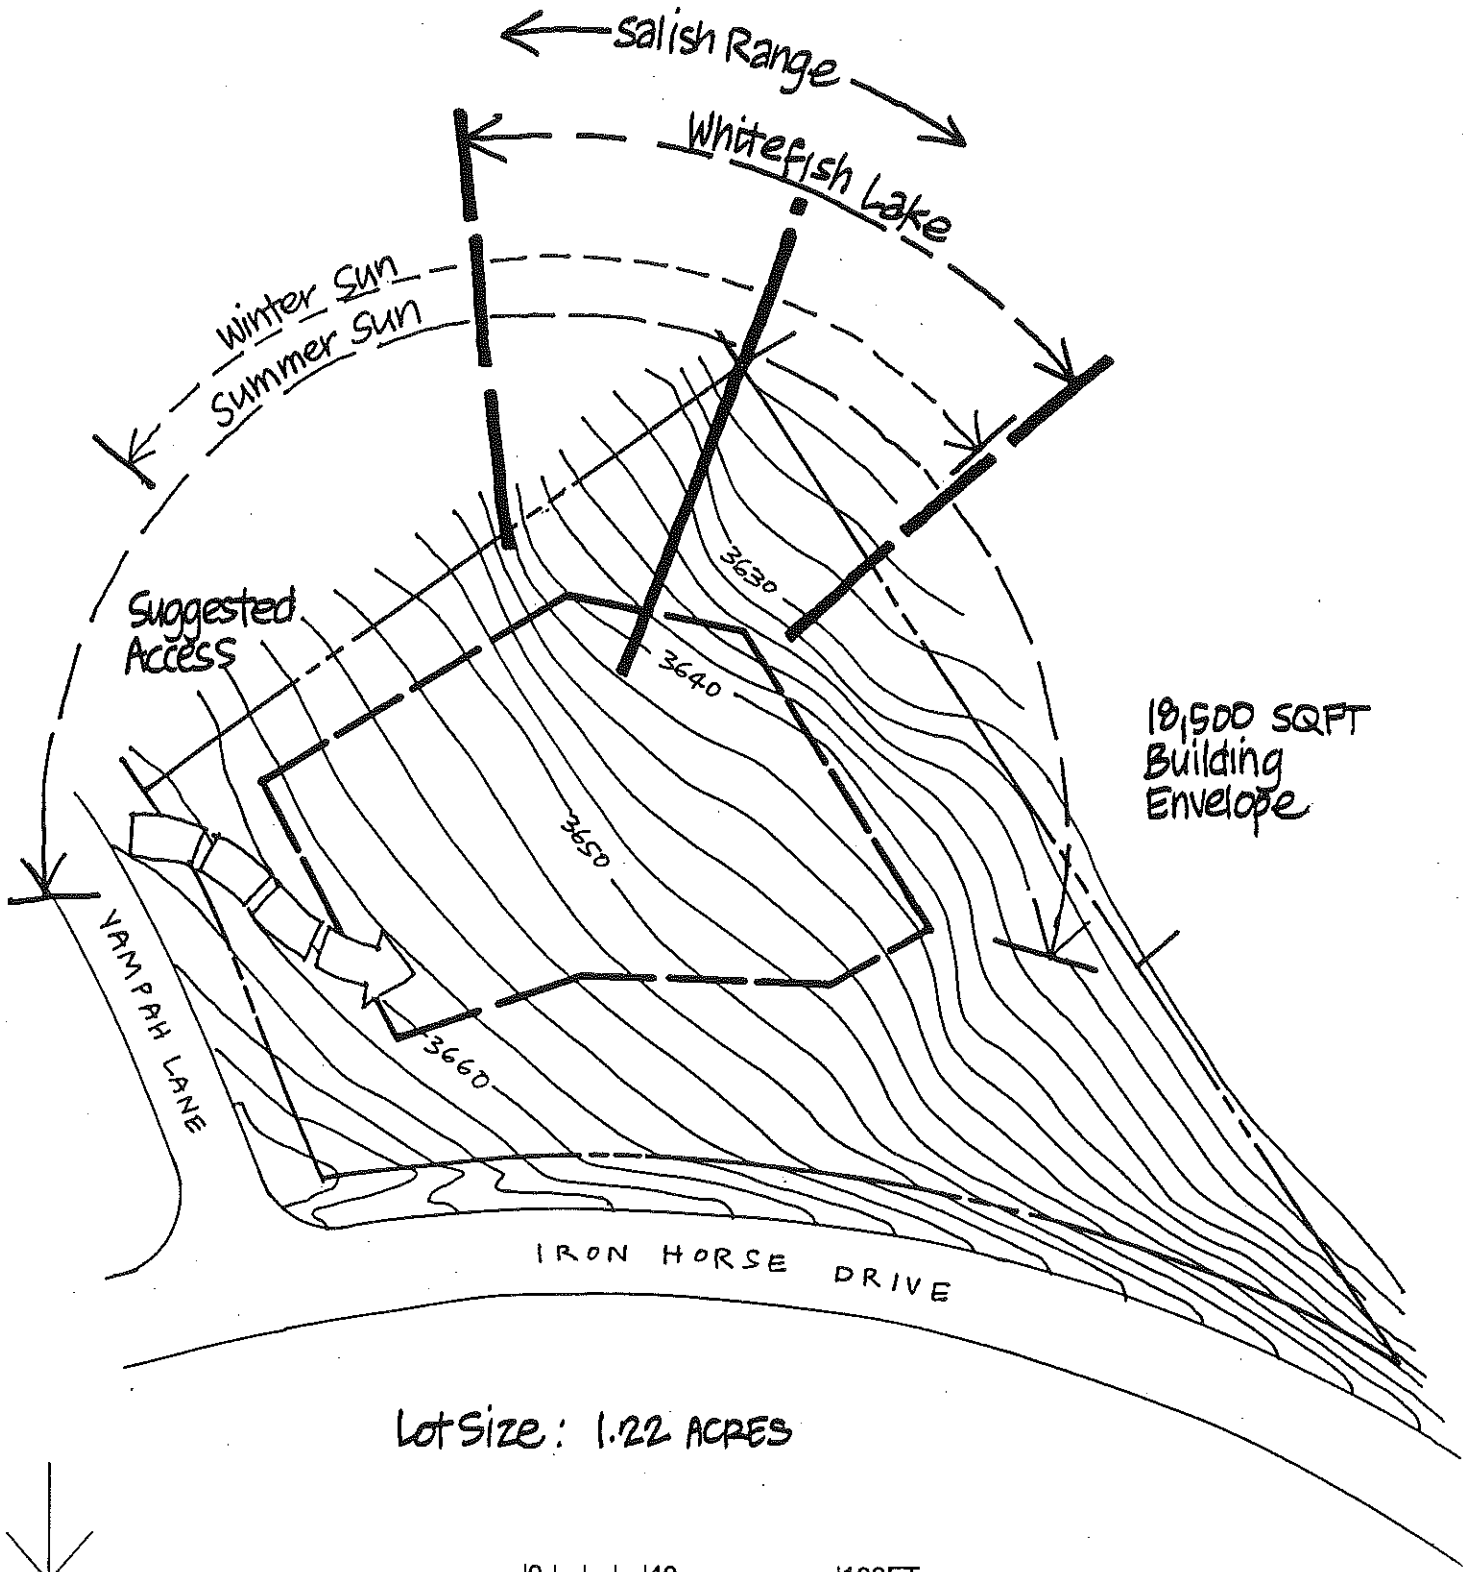 Salish Range
Whitefish Lake
Winter Sun
Summer Sun
Suggested
Access
3630
3640
18,500 SQFT
Building
Envelope
3650
YAMPAH LANE
3660
IRON HORSE DRIVE
Lot Size: 1.22 ACRES